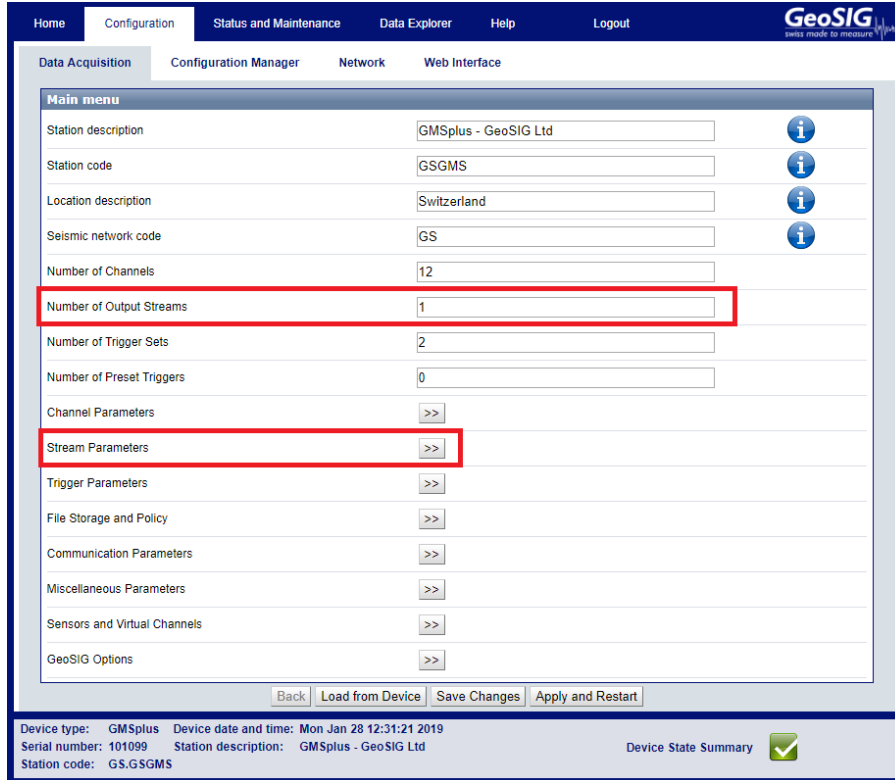 Home Configuration Status and Maintenance Data Explorer Help Logout GeoSIG
swiss made to measure
Data Acquisition Configuration Manager Network Web Interface
Main menu
Station description GMSplus - GeoSIG Ltd i
Station code GSGMS i
Location description Switzerland i
Seismic network code GS i
Number of Channels 12
Number of Output Streams 1
Number of Trigger Sets 2
Number of Preset Triggers 0
Channel Parameters >>
Stream Parameters >>
Trigger Parameters >>
File Storage and Policy >>
Communication Parameters >>
Miscellaneous Parameters >>
Sensors and Virtual Channels >>
GeoSIG Options >>
Back Load from Device Save Changes Apply and Restart
Device type: GMSplus Device date and time: Mon Jan 28 12:31:21 2019
Serial number: 101099 Station description: GMSplus - GeoSIG Ltd Device State Summary
Station code: GS.GSGMS